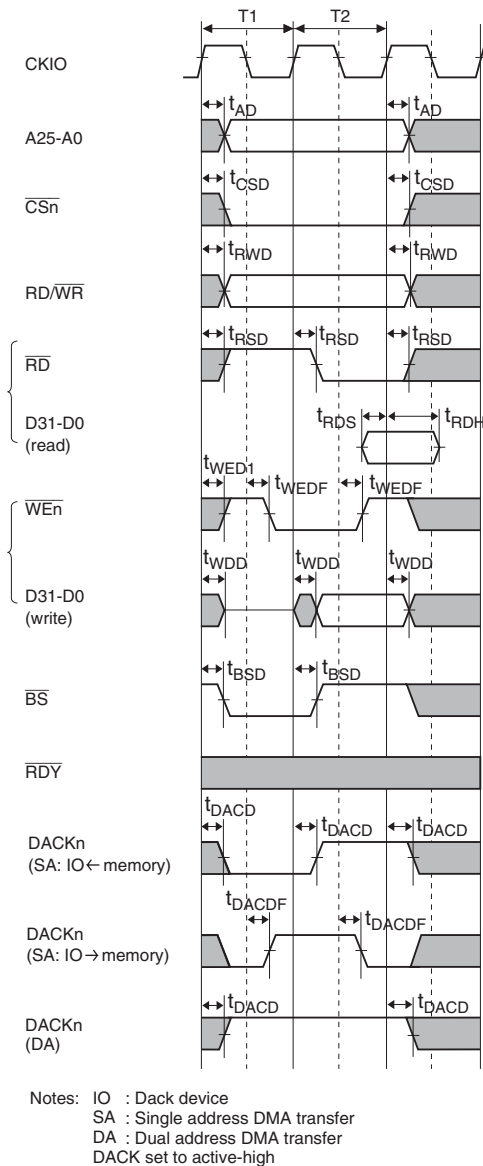 T1 T2
CKIO
tAD tAD
A25-A0
tCSD tCSD
CSn
tRWD tRWD
RD/WR
tRSD tRSD tRSD
RD
D31-D0
(read)
tRDS tRDH
tWED1 tWEDF tWEDF
WEn
tWDD tWDD tWDD
D31-D0
(write)
tBSD tBSD
BS
RDY
tDACD tDACD tDACD
DACKn
(SA: IO←memory)
tDACDF tDACDF
DACKn
(SA: IO→memory)
tDACD tDACD
DACKn
(DA)
Notes: IO : Dack device
SA : Single address DMA transfer
DA : Dual address DMA transfer
DACK set to active-high